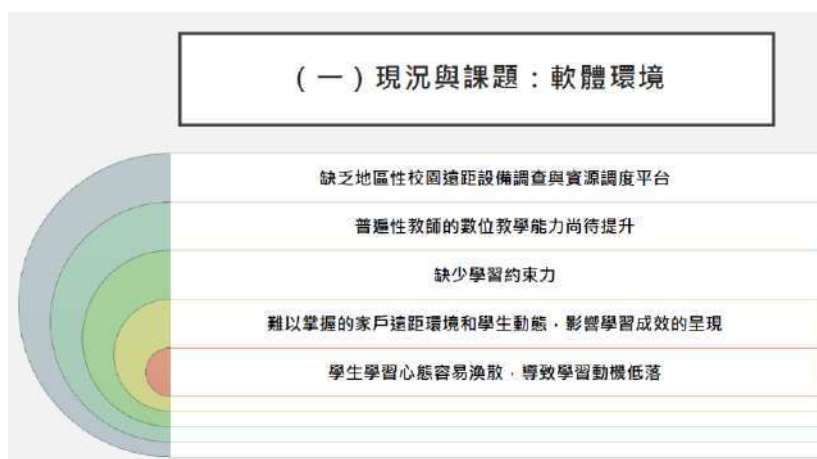 （一）現況與課題：軟體環境
缺乏地區性校園遠距設備調查與資源調度平台
普遍性教師的數位教學能力尚待提升
缺少學習約束力
難以掌握的家戶遠距環境和學生動態，影響學習成效的呈現
學生學習心態容易渙散，導致學習動機低落